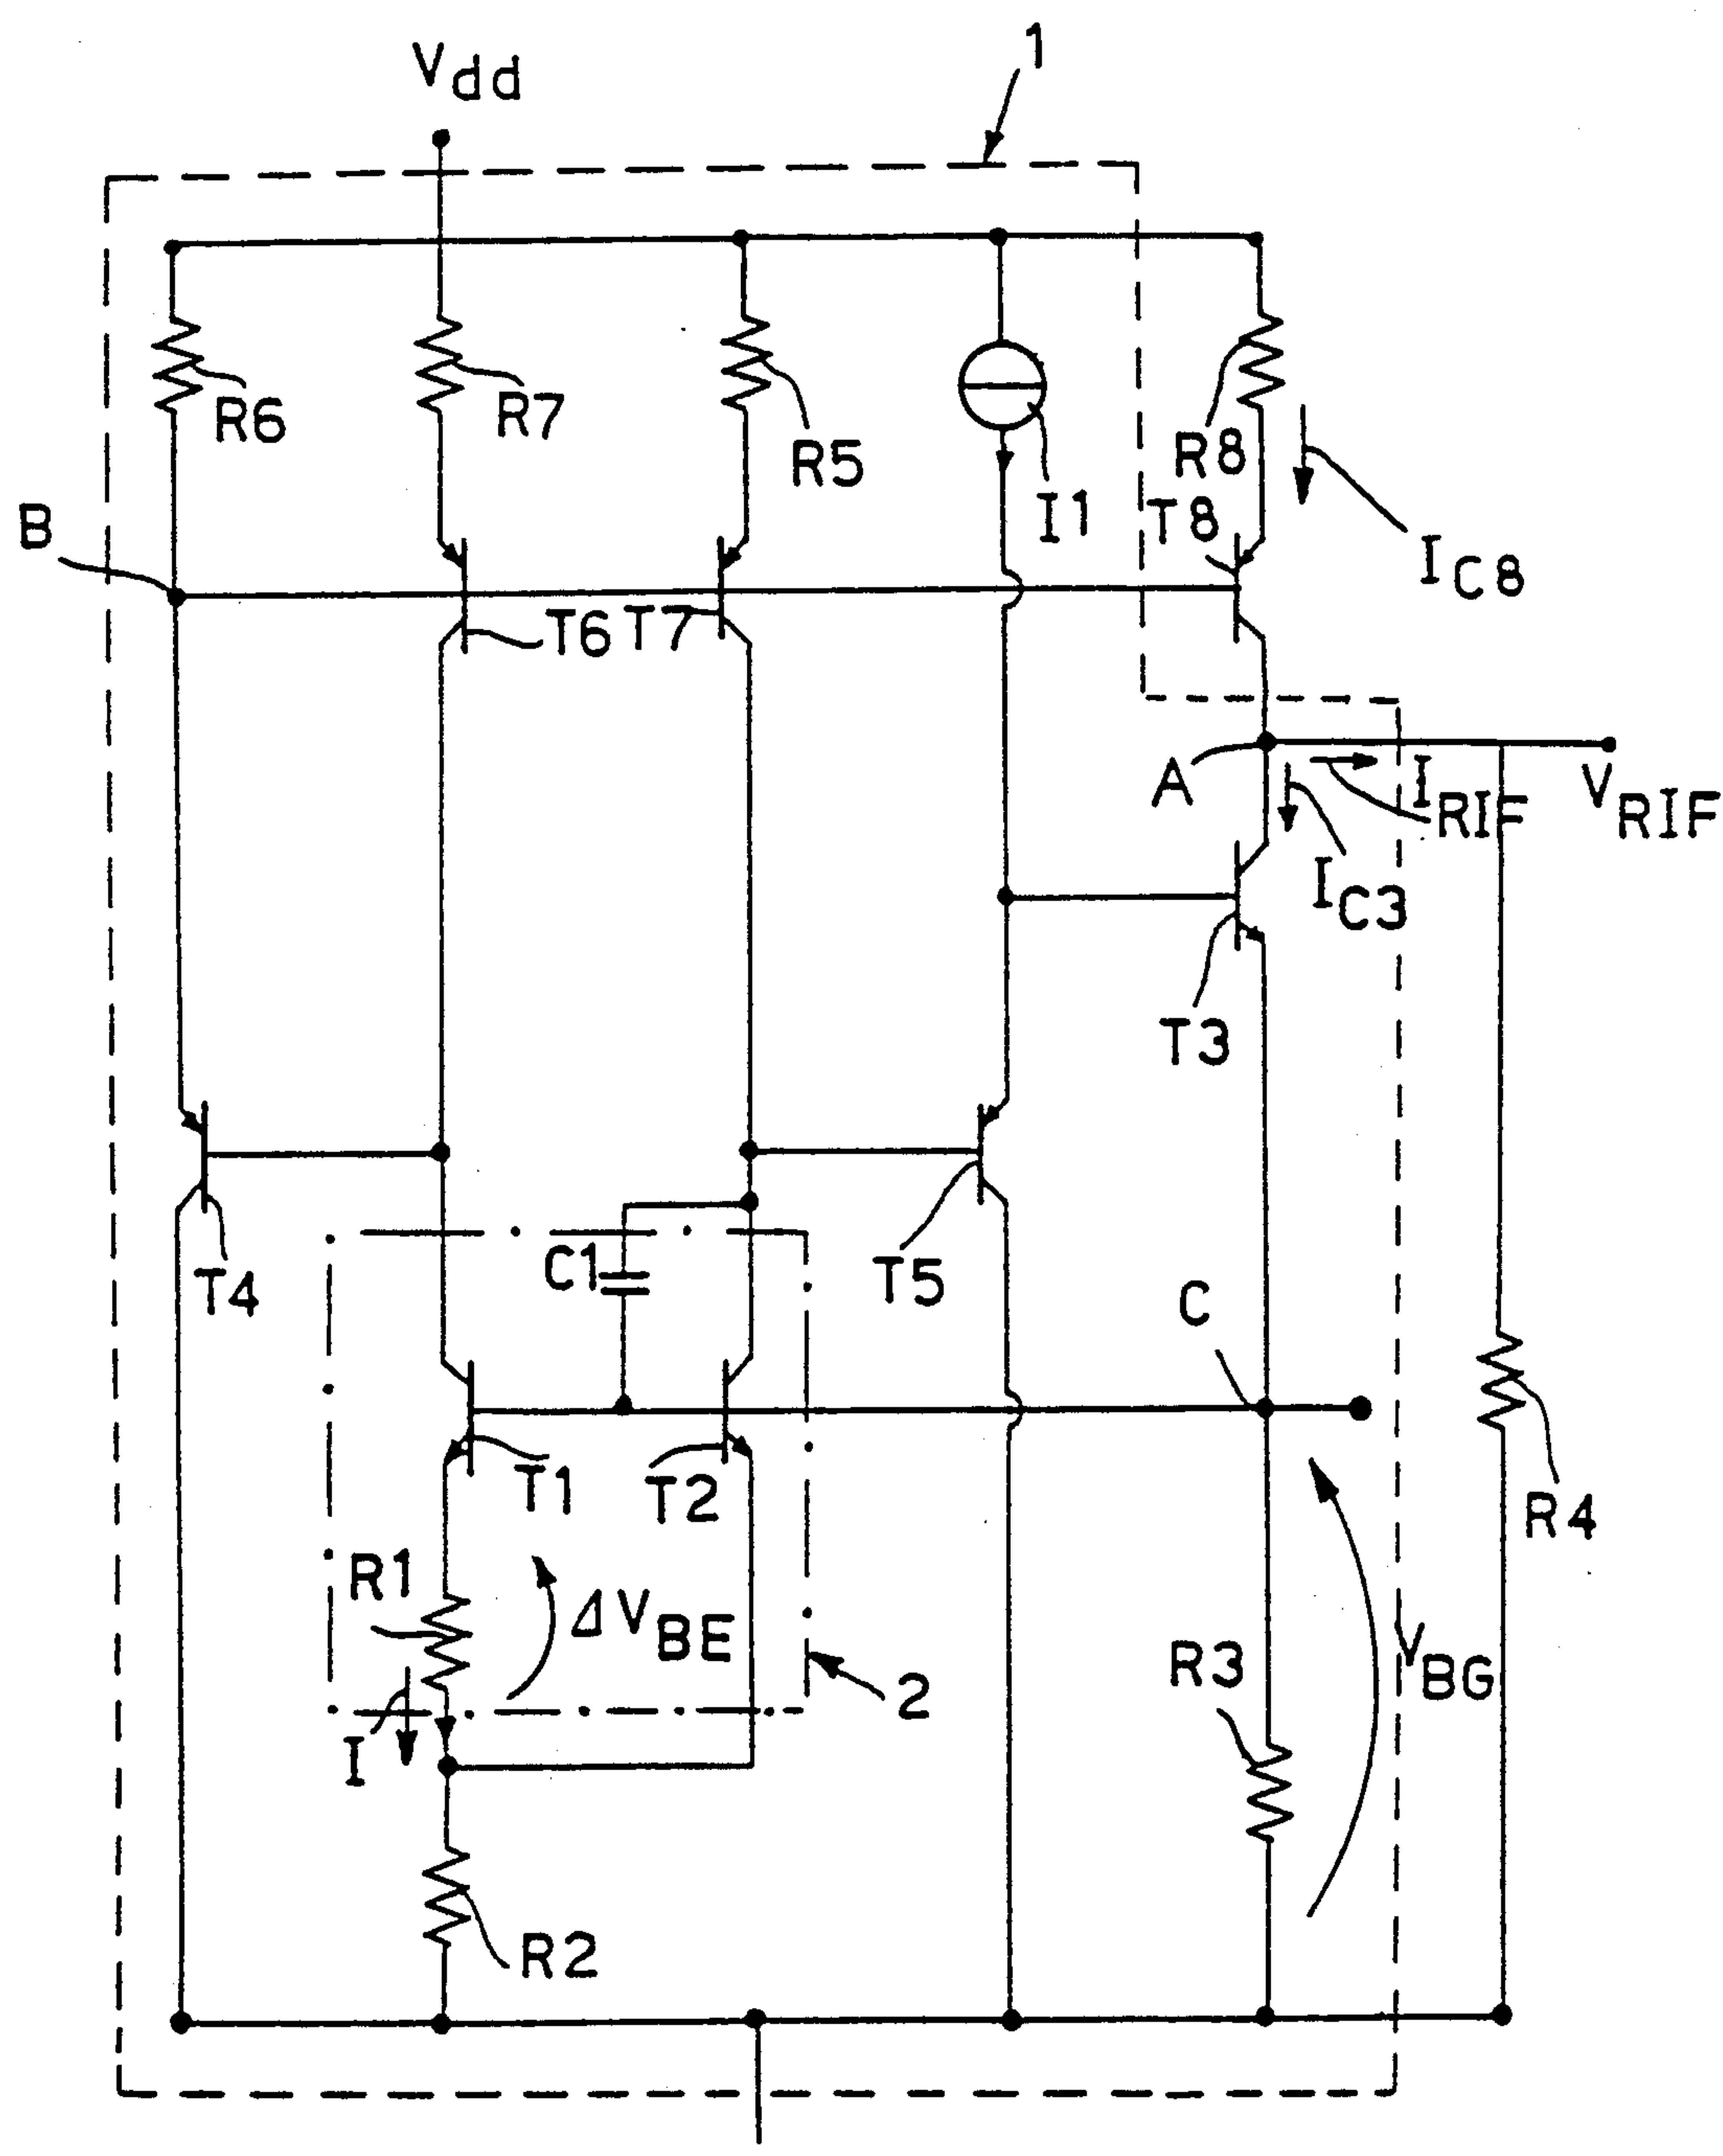 1
Vdd
R6
R7
R5
I1
R8
T8
IC8
B
T6
T7
A
IRIF
VRIF
IC3
T3
T4
C1
T5
C
T1
T2
R4
R1
ΔVBE
VBG
R3
2
I
R2